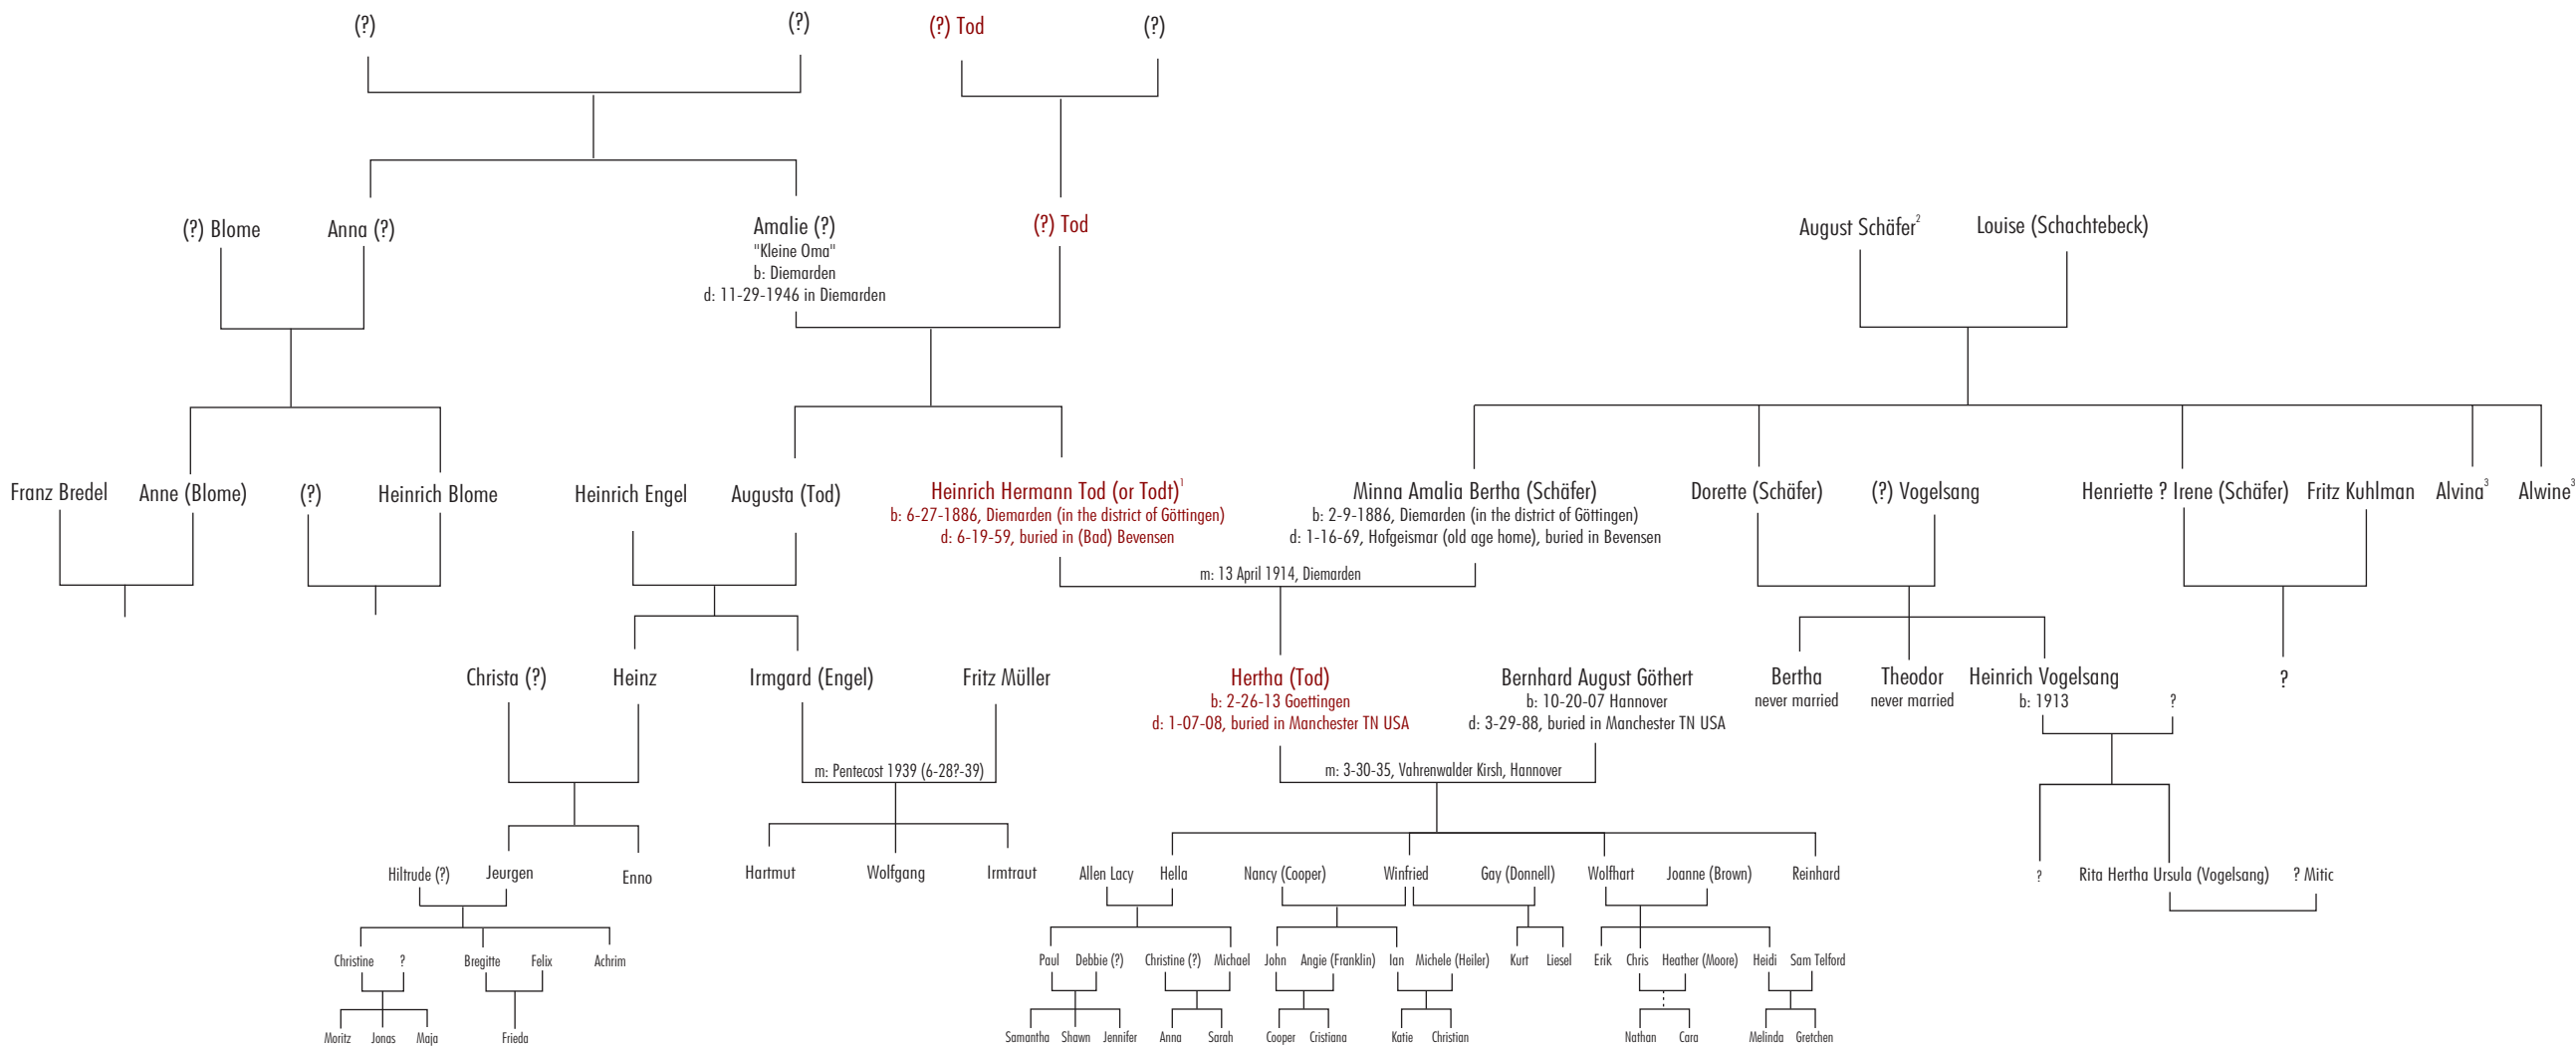 (?)
(?)
(?) Tod
(?)
(?) Blome
Anna (?)
Amalie (?)
"Kleine Oma"
b: Diemarden
d: 11-29-1946 in Diemarden
(?) Tod
August Schäfer²
Louise (Schachtebeck)
Franz Bredel
Anne (Blome)
(?)
Heinrich Blome
Heinrich Engel
Augusta (Tod)
Heinrich Hermann Tod (or Todt)¹
b: 6-27-1886, Diemarden (in the district of Göttingen)
d: 6-19-59, buried in (Bad) Bevensen
Minna Amalia Bertha (Schäfer)
b: 2-9-1886, Diemarden (in the district of Göttingen)
d: 1-16-69, Hofgeismar (old age home), buried in Bevensen
m: 13 April 1914, Diemarden
Dorette (Schäfer)
(?) Vogelsang
Henriette ? Irene (Schäfer)
Fritz Kuhlman
Alvina³
Alwine³
Christa (?)
Heinz
Irmgard (Engel)
Fritz Müller
m: Pentecost 1939 (6-28?-39)
Hertha (Tod)
b: 2-26-13 Goettingen
d: 1-07-08, buried in Manchester TN USA
Bernhard August Göthert
b: 10-20-07 Hannover
d: 3-29-88, buried in Manchester TN USA
m: 3-30-35, Vahrenwalder Kirsh, Hannover
Bertha
never married
Theodor
never married
Heinrich Vogelsang
b: 1913
?
?
Hiltrude (?)
Jeurgen
Enno
Hartmut
Wolfgang
Irmtraut
Allen Lacy
Hella
Nancy (Cooper)
Winfried
Gay (Donnell)
Wolfhart
Joanne (Brown)
Reinhard
?
Rita Hertha Ursula (Vogelsang)
? Mitic
Christine
?
Bregitte
Felix
Achrim
Paul
Debbie (?)
Christine (?)
Michael
John
Angie (Franklin)
Ian
Michele (Heiler)
Kurt
Liesel
Erik
Chris
Heather (Moore)
Heidi
Sam Telford
Moritz
Jonas
Maja
Frieda
Samantha
Shawn
Jennifer
Anna
Sarah
Cooper
Cristiana
Katie
Christian
Nathan
Cara
Melinda
Gretchen